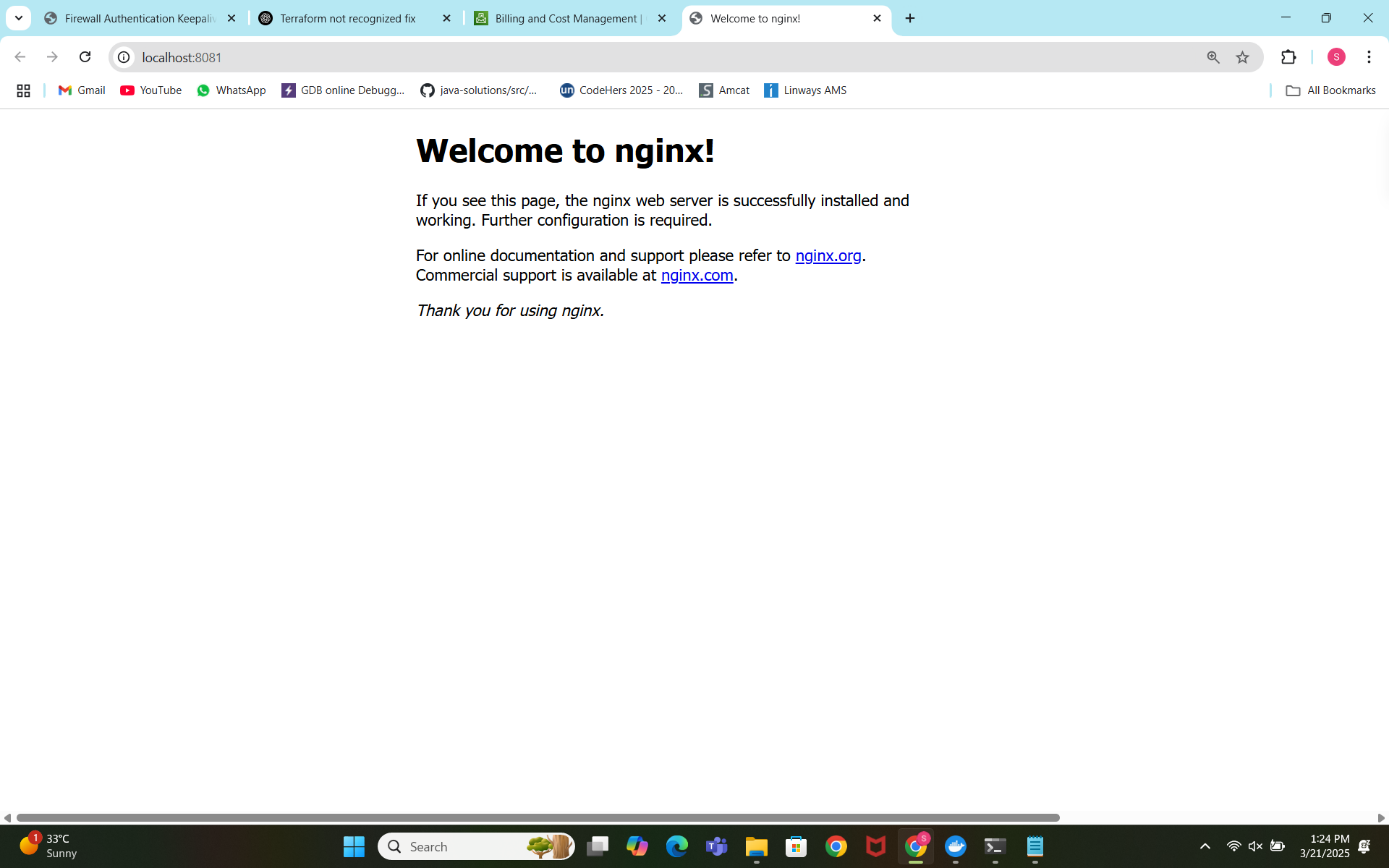 Firewall Authentication Keepaliv
Terraform not recognized fix
Billing and Cost Management |
Welcome to nginx!
localhost:8081
S
Gmail
YouTube
WhatsApp
GDB online Debugg...
java-solutions/src/...
un
CodeHers 2025 - 20...
Amcat
Linways AMS
All Bookmarks
Welcome to nginx!
If you see this page, the nginx web server is successfully installed and
working. Further configuration is required.
For online documentation and support please refer to nginx.org.
Commercial support is available at nginx.com.
Thank you for using nginx.
1
33°C
Sunny
Search
S
1:24 PM
3/21/2025